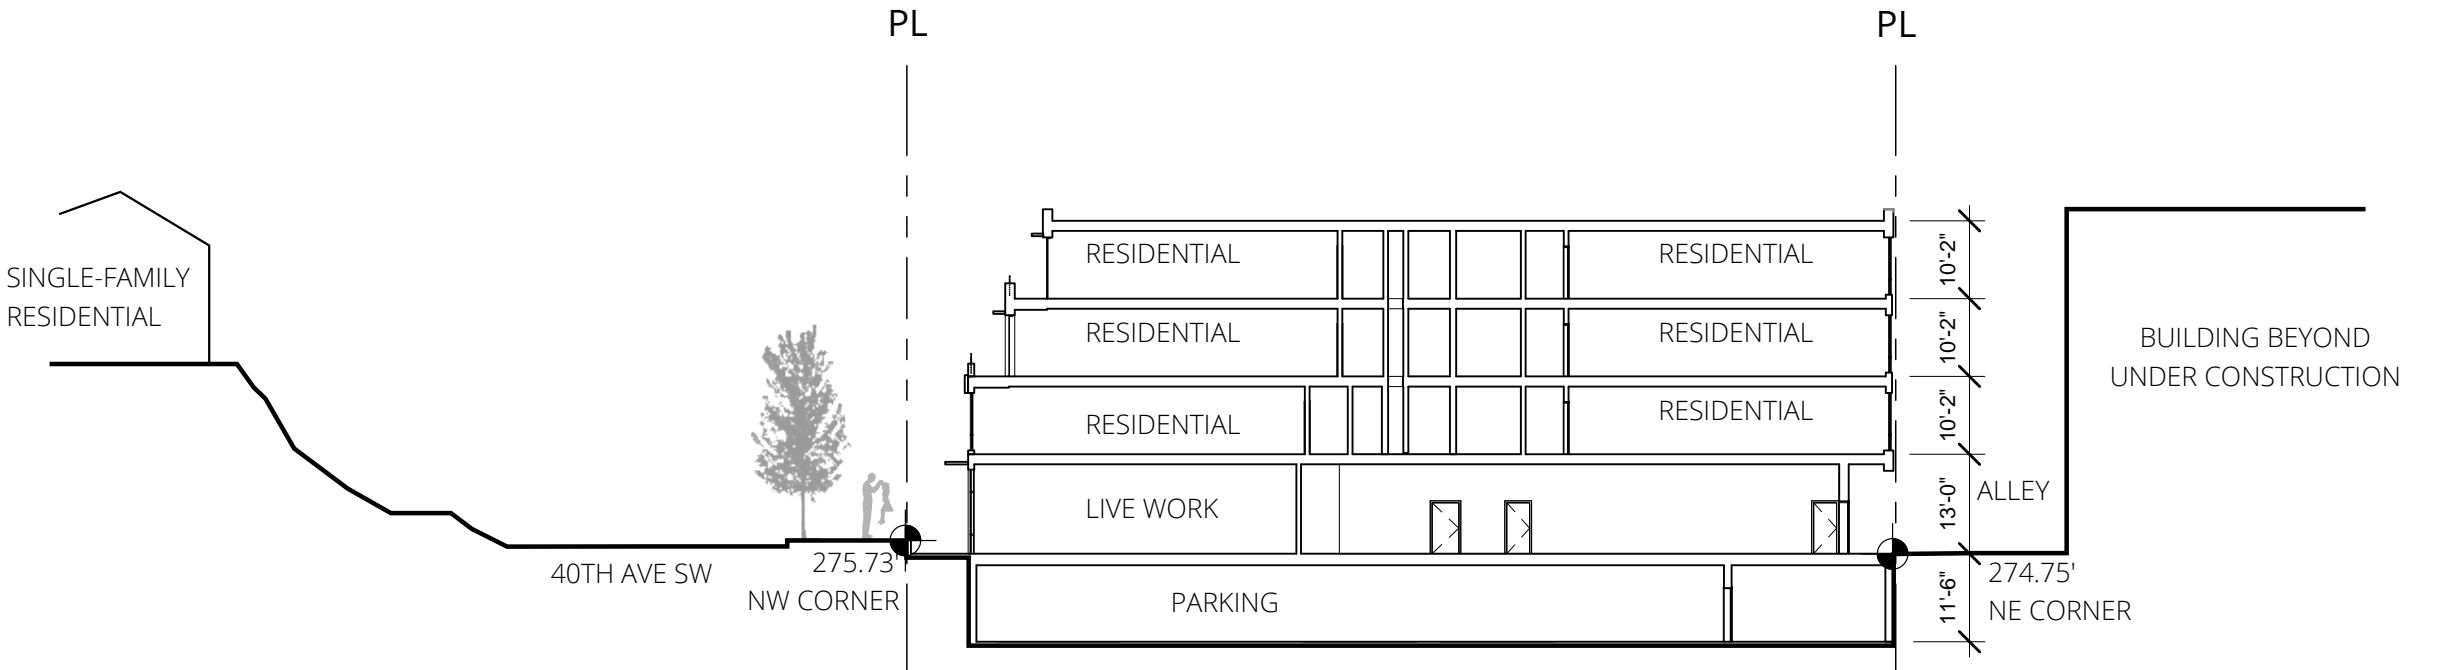 PL
PL
SINGLE-FAMILY
RESIDENTIAL
RESIDENTIAL
RESIDENTIAL
10'-2"
RESIDENTIAL
RESIDENTIAL
10'-2"
BUILDING BEYOND
UNDER CONSTRUCTION
RESIDENTIAL
RESIDENTIAL
10'-2"
LIVE WORK
13'-0"
ALLEY
40TH AVE SW
275.73'
NW CORNER
PARKING
11'-6"
274.75'
NE CORNER